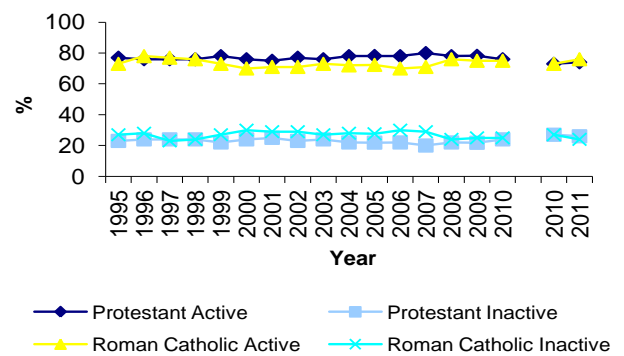 100
80
60
40
20
0
%
1995 1996 1997 1998 1999 2000 2001 2002 2003 2004 2005 2006 2007 2008 2009 2010 2010 2011
Year
Protestant Active Protestant Inactive
Roman Catholic Active Roman Catholic Inactive